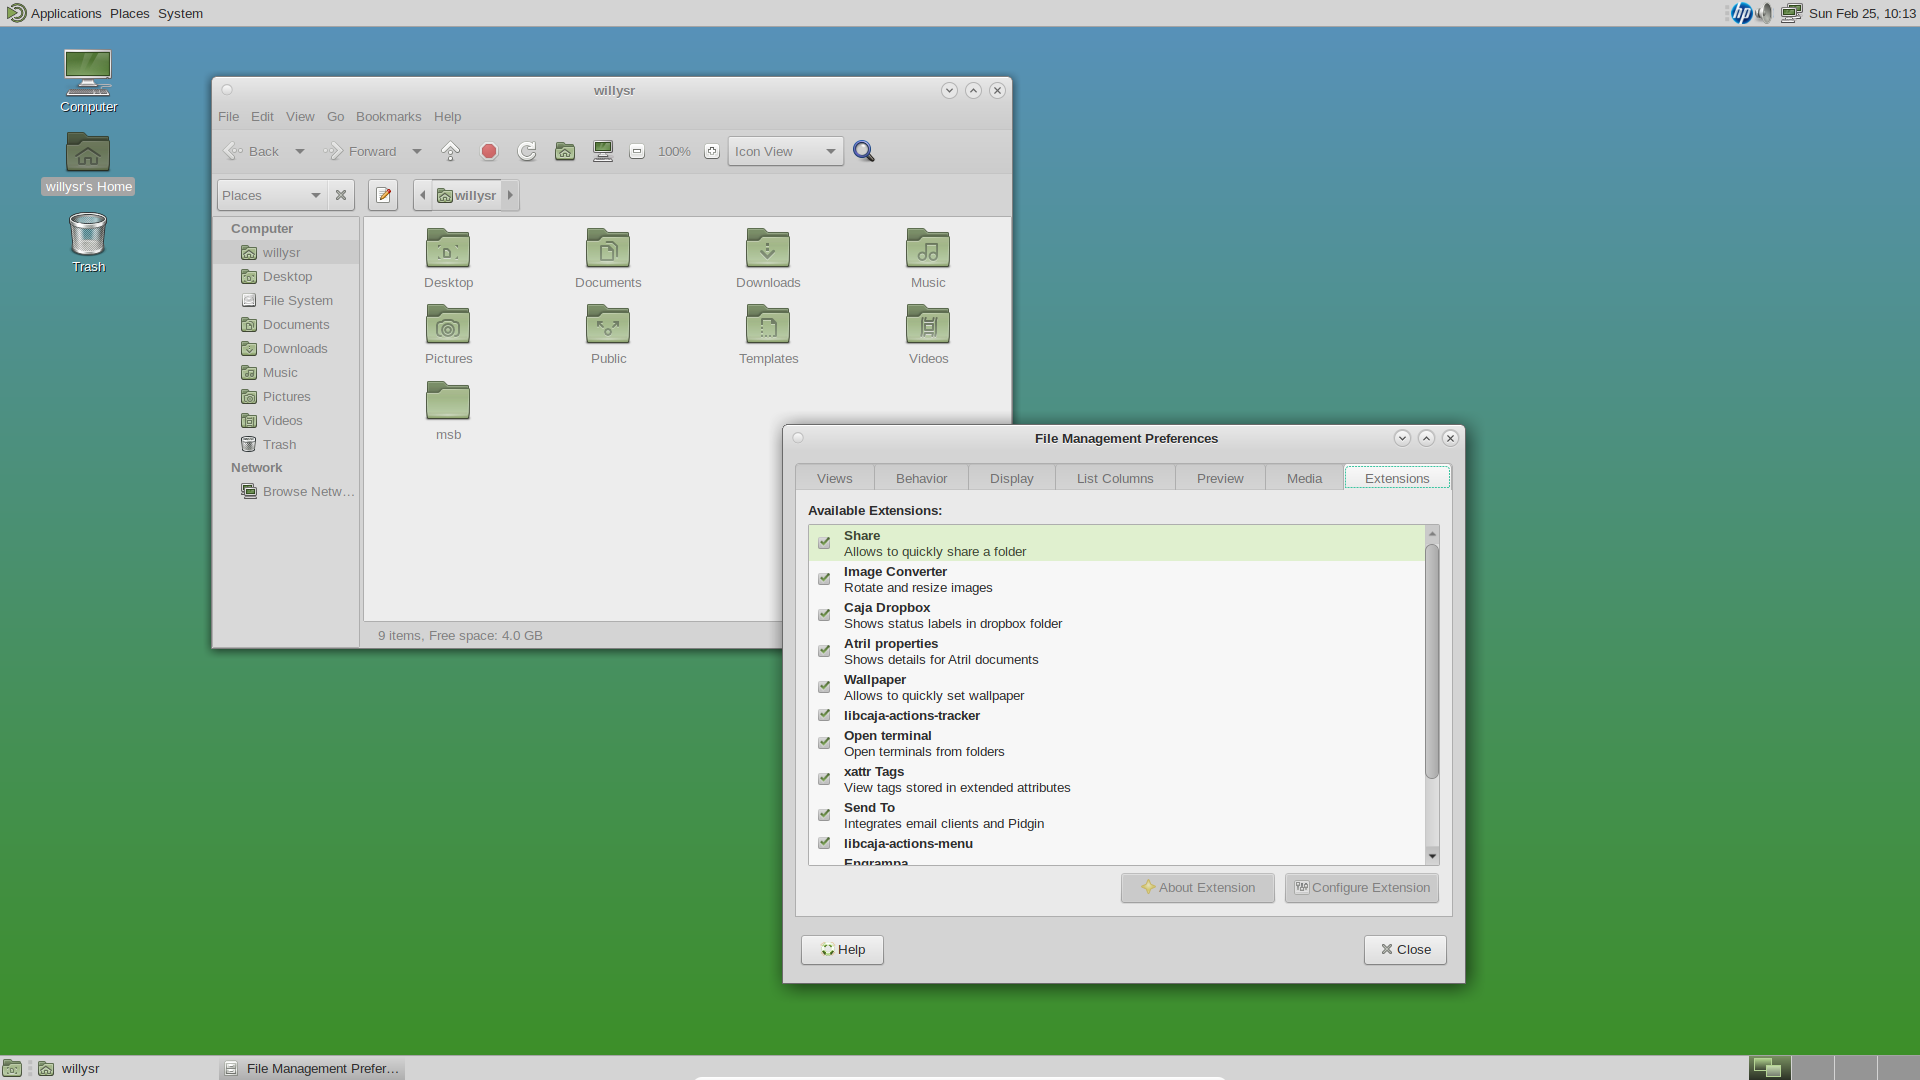 Applications Places System
hp
Sun Feb 25, 10:13
Computer
willysr's Home
Trash
willysr
File Edit View Go Bookmarks Help
Back Forward 100% Icon View
Places willysr
Computer
willysr
Desktop
File System
Documents
Downloads
Music
Pictures
Videos
Trash
Network
Browse Netw…
Desktop Documents Downloads Music
Pictures Public Templates Videos
msb
9 items, Free space: 4.0 GB
File Management Preferences
Views Behavior Display List Columns Preview Media Extensions
Available Extensions:
Share
Allows to quickly share a folder
Image Converter
Rotate and resize images
Caja Dropbox
Shows status labels in dropbox folder
Atril properties
Shows details for Atril documents
Wallpaper
Allows to quickly set wallpaper
libcaja-actions-tracker
Open terminal
Open terminals from folders
xattr Tags
View tags stored in extended attributes
Send To
Integrates email clients and Pidgin
libcaja-actions-menu
Engrampa
About Extension Configure Extension
Help Close
willysr
File Management Prefer…